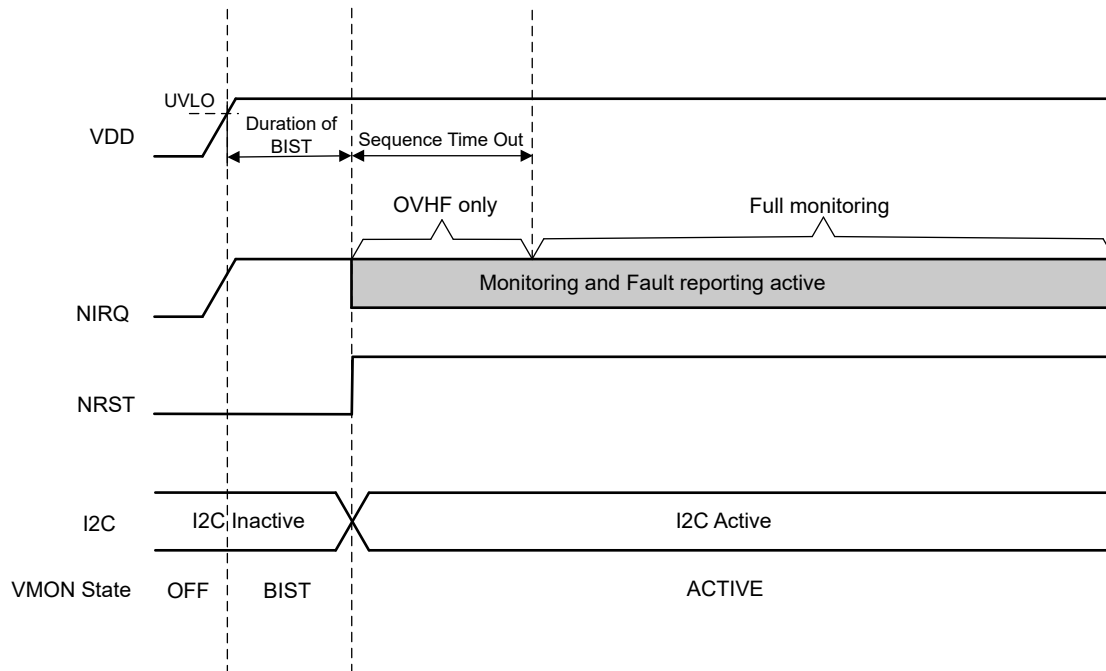 UVLO
VDD
Duration of
BIST
Sequence Time Out
OVHF only
Full monitoring
Monitoring and Fault reporting active
NIRQ
NRST
I2C
I2C Inactive
I2C Active
VMON State
OFF
BIST
ACTIVE